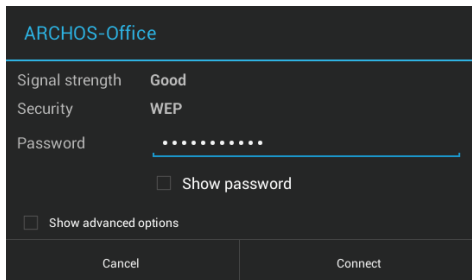 ARCHOS-Office
Signal strength Good
Security WEP
Password •••••••••••
Show password
Show advanced options
Cancel Connect